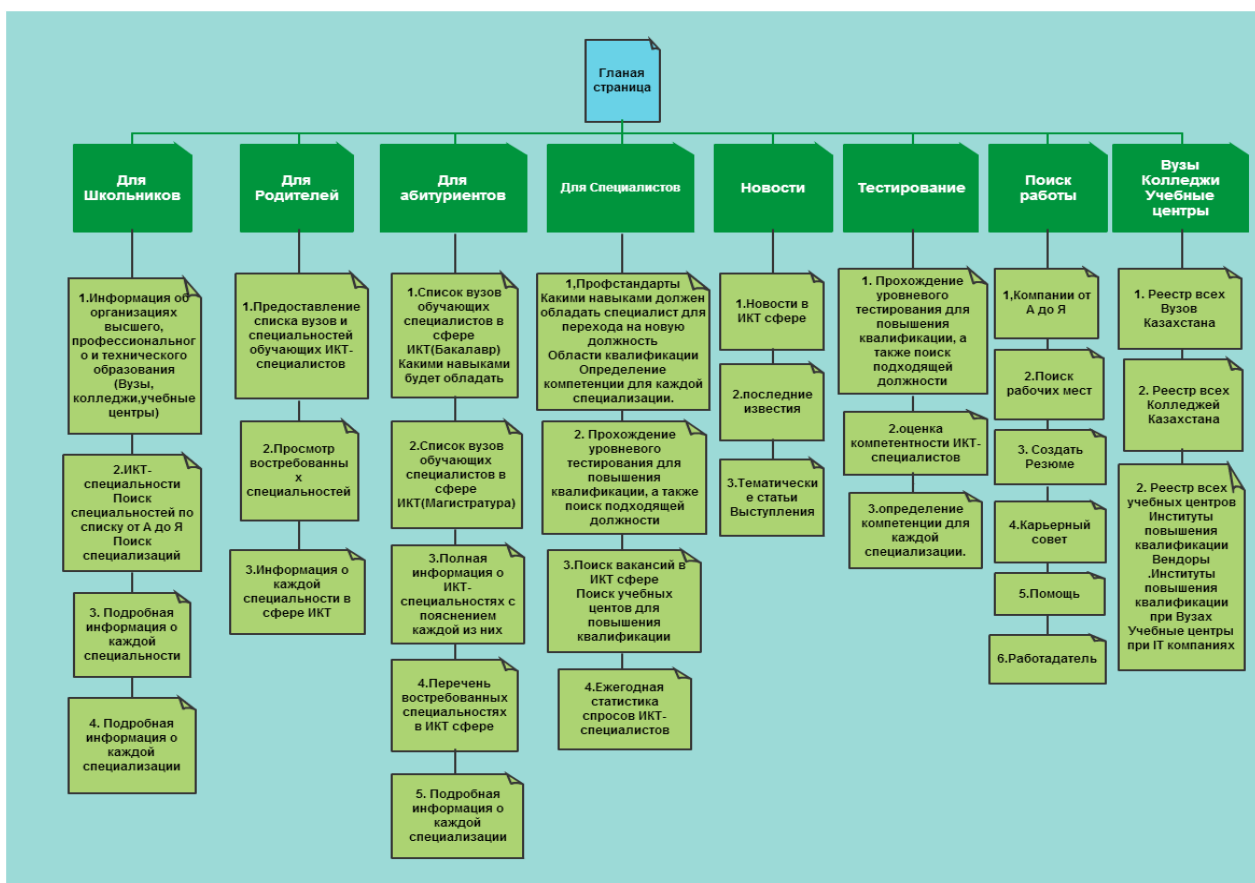 Гланая
страница
Для
Школьников
Для
Родителей
Для
абитуриентов
Для Специалистов
Новости
Тестирование
Поиск
работы
Вузы
Колледжи
Учебные
центры
1.Информация об
организациях
высшего,
профессиональног
о и технического
образования
(Вузы,
колледжи,учебные
центры)
2.ИКТ-
специальности
Поиск
специальностей по
списку от А до Я
Поиск
специализаций
3. Подробная
информация о
каждой
специальности
4. Подробная
информация о
каждой
специализации
1.Предоставление
списка вузов и
специальностей
обучающих ИКТ-
специалистов
2.Просмотр
востребованны
х
специальностей
3.Информация о
каждой
специальности в
сфере ИКТ
1.Список вузов
обучающих
специалистов в
сфере
ИКТ(Бакалавр)
Какими навыками
будет обладать
2.Список вузов
обучающих
специалистов в
сфере
ИКТ(Магистратура)
3.Полная
информация о
ИКТ-
специальностях с
пояснением
каждой из них
4.Перечень
востребованных
специальностях
в ИКТ сфере
5. Подробная
информация о
каждой
специализации
1,Профстандарты
Какими навыками должен
обладать специалист для
перехода на новую
должность
Области квалификации
Определение
компетенции для каждой
специализации.
2. Прохождение
уровневого
тестирования для
повышения
квалификации, а также
поиск подходящей
должности
3.Поиск вакансий в
ИКТ сфере
Поиск учебных
центов для
повышения
квалификации
4.Ежегодная
статистика
спросов ИКТ-
специалистов
1.Новости в
ИКТ сфере
2.последние
известия
3.Тематически
е статьи
Выступления
1. Прохождение
уровневого
тестирования для
повышения
квалификации, а
также поиск
подходящей
должности
2.оценка
компетентности ИКТ-
специалистов
3.определение
компетенции для
каждой
специализации.
1,Компании от
А до Я
2.Поиск
рабочих мест
3. Создать
Резюме
4.Карьерный
совет
5.Помощь
6.Работадатель
1. Реестр всех
Вузов
Казахстана
2. Реестр всех
Колледжей
Казахстана
2. Реестр всех
учебных центров
Институты
повышения
квалификации
Вендоры
.Институты
повышения
квалификации
при Вузах
Учебные центры
при IT компаниях